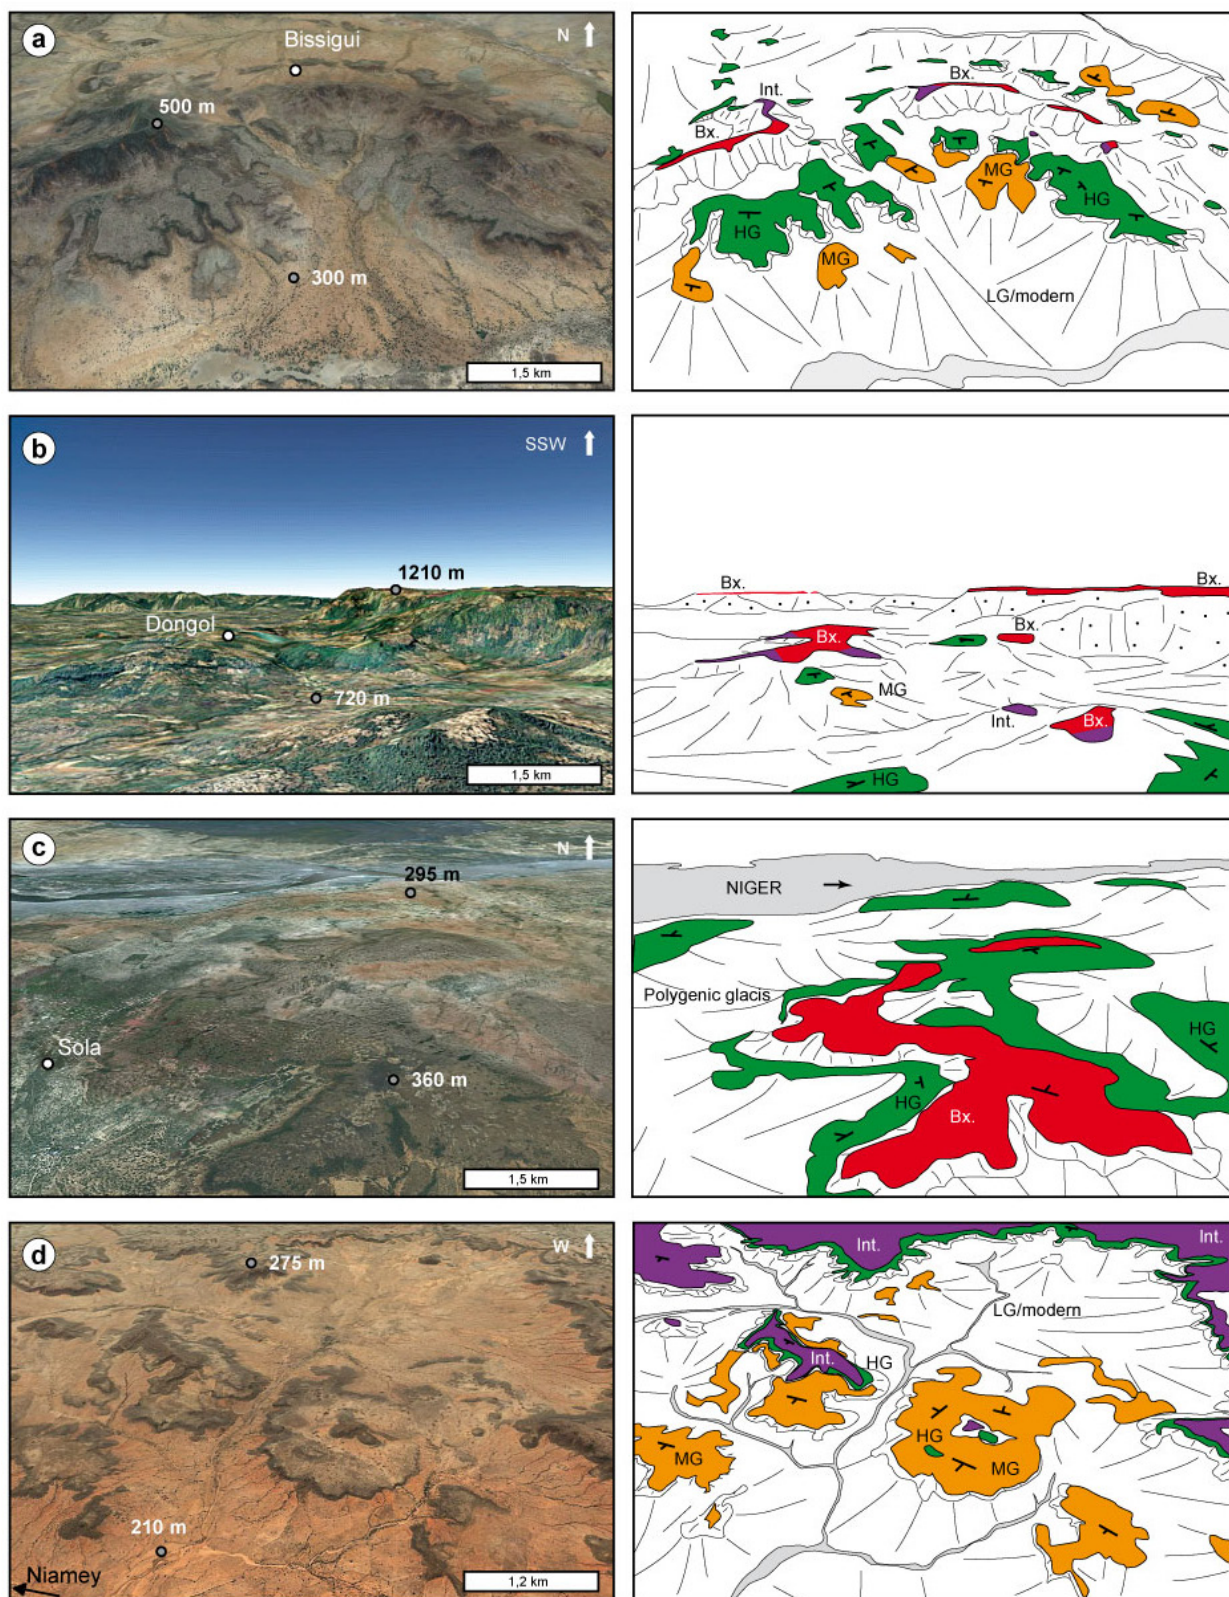 a
Bissigui
N
500 m
300 m
1,5 km
Int.
Bx.
Bx.
MG
HG
HG
MG
LG/modern
b
SSW
1210 m
Dongol
720 m
1,5 km
Bx.
Bx.
Bx.
Bx.
MG
Int.
Bx.
HG
c
N
295 m
Sola
360 m
1,5 km
NIGER
Polygenic glacis
HG
HG
Bx.
d
W
275 m
210 m
Niamey
1,2 km
Int.
Int.
LG/modern
Int.
HG
HG
MG
MG